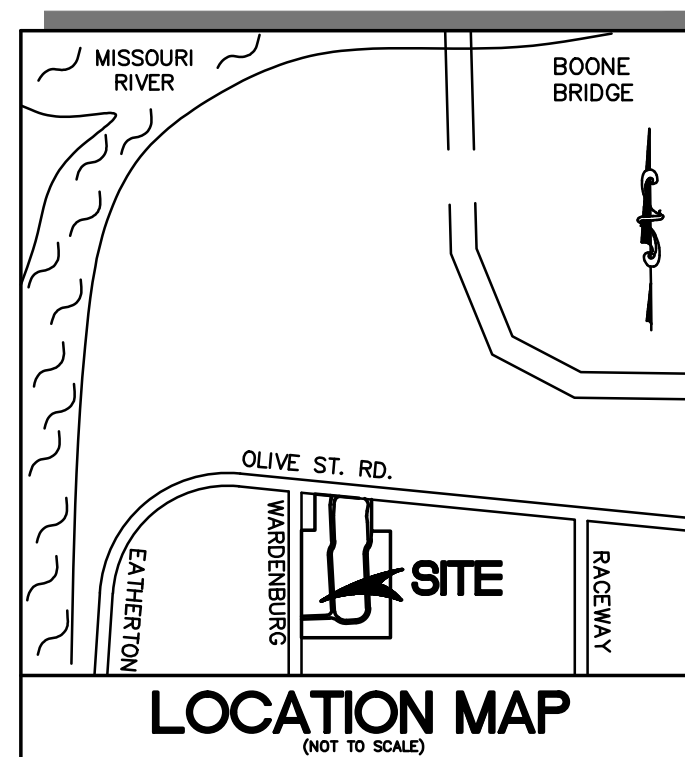 MISSOURI
RIVER
BOONE
BRIDGE
OLIVE ST. RD.
WARDENBURG
EATHERTON
SITE
RACEWAY
LOCATION MAP
(NOT TO SCALE)